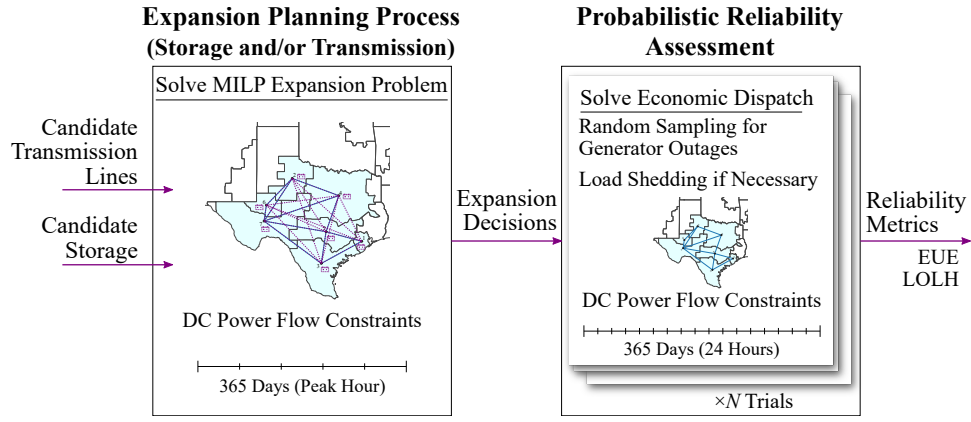 Expansion Planning Process
(Storage and/or Transmission)
Solve MILP Expansion Problem
Candidate
Transmission
Lines
Candidate
Storage
DC Power Flow Constraints
365 Days (Peak Hour)
Expansion
Decisions
Probabilistic Reliability
Assessment
Solve Economic Dispatch
Random Sampling for
Generator Outages
Load Shedding if Necessary
DC Power Flow Constraints
365 Days (24 Hours)
×N Trials
Reliability
Metrics
EUE
LOLH